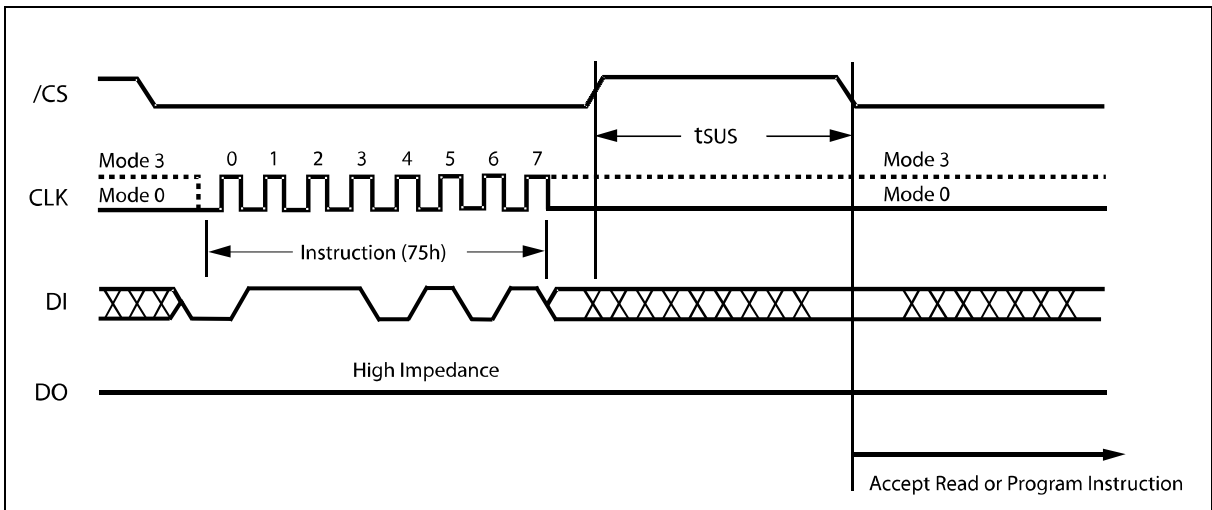 /CS
tSUS
Mode 3 0 1 2 3 4 5 6 7 Mode 3
CLK Mode 0 Mode 0
Instruction (75h)
DI
High Impedance
DO
Accept Read or Program Instruction